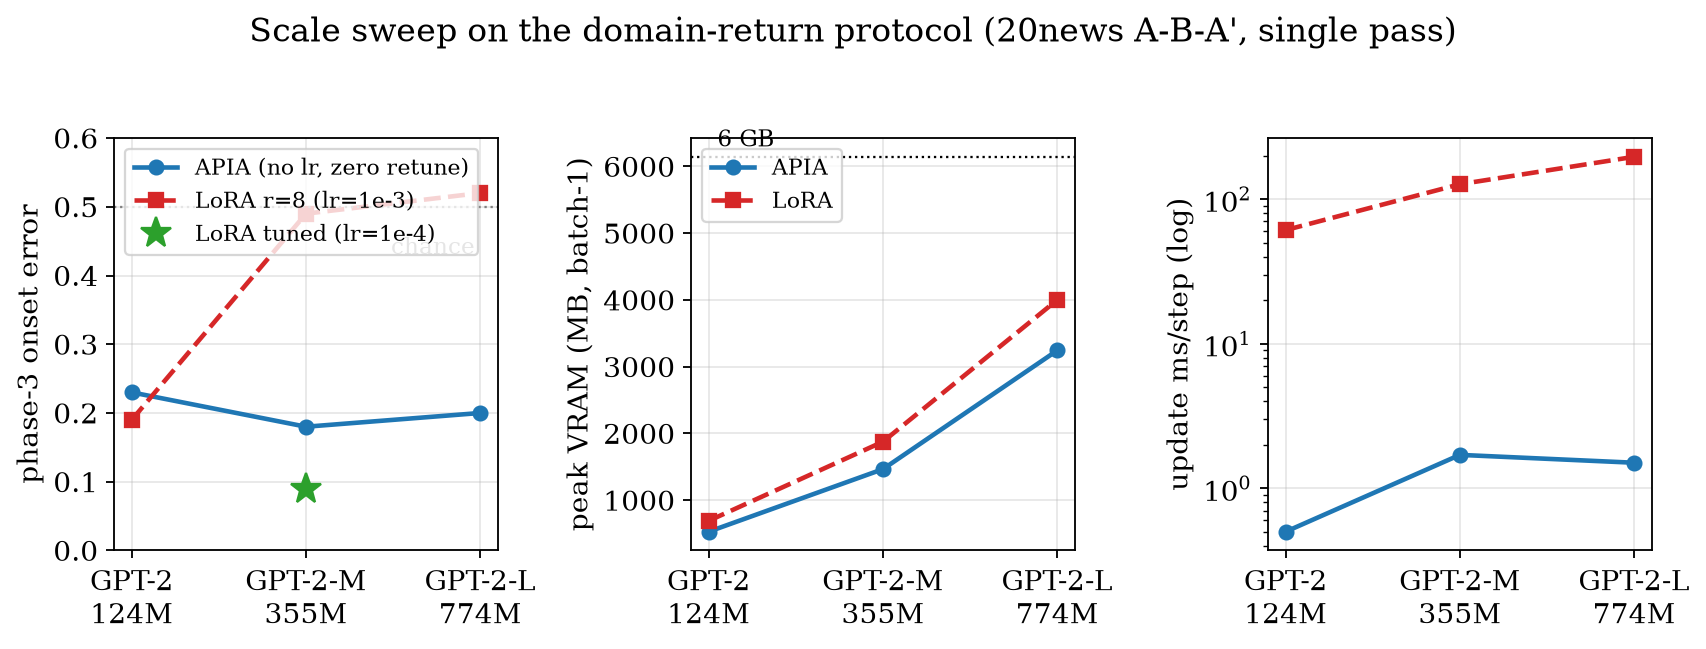 Scale sweep on the domain-return protocol (20news A-B-A', single pass)
phase-3 onset error
0.6
0.5
0.4
0.3
0.2
0.1
0.0
APIA (no lr, zero retune)
LoRA r=8 (lr=1e-3)
LoRA tuned (lr=1e-4)
chance
GPT-2
124M
GPT-2-M
355M
GPT-2-L
774M
peak VRAM (MB, batch-1)
6000
5000
4000
3000
2000
1000
6 GB
APIA
LoRA
GPT-2
124M
GPT-2-M
355M
GPT-2-L
774M
update ms/step (log)
10²
10¹
10⁰
GPT-2
124M
GPT-2-M
355M
GPT-2-L
774M